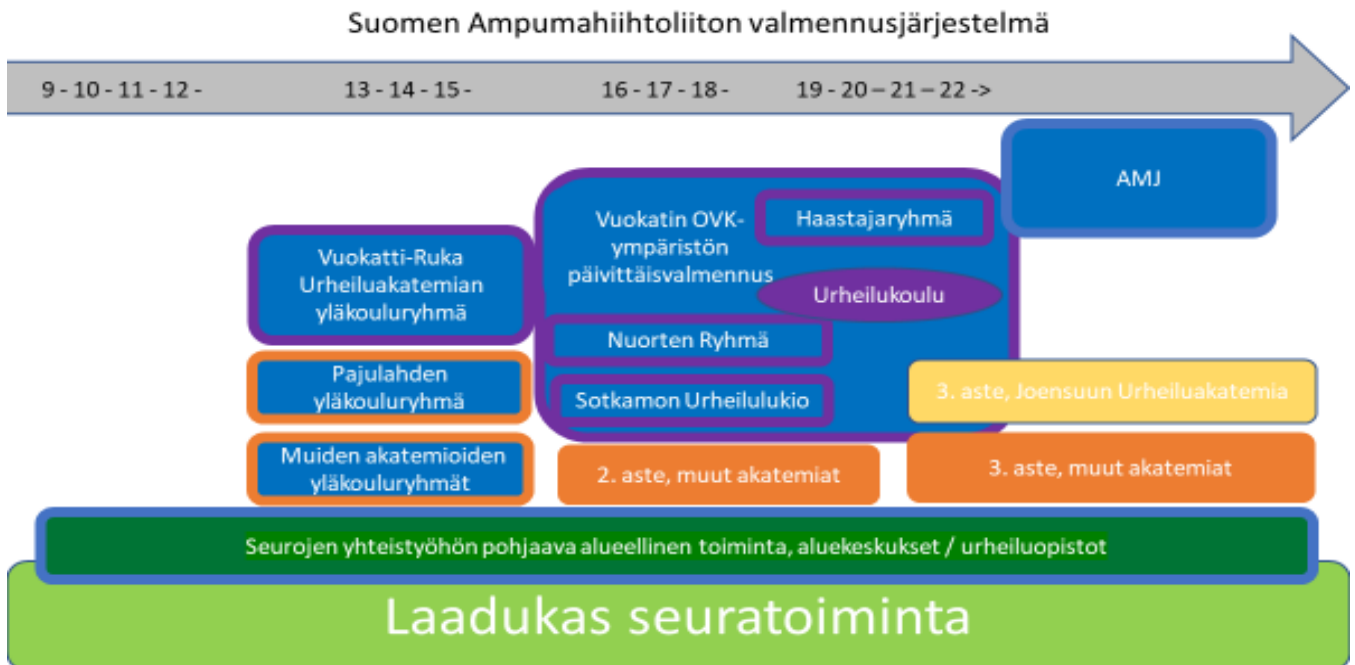 Suomen Ampumahiihtoliiton valmennusjärjestelmä
9 - 10 - 11 - 12 -
13 - 14 - 15 -
16 - 17 - 18 -
19 - 20 – 21 – 22 ->
AMJ
Vuokatin OVK-
ympäristön
päivittäisvalmennus
Haastajaryhmä
Urheilukoulu
Vuokatti-Ruka
Urheiluakatemian
yläkouluryhmä
Nuorten Ryhmä
Pajulahden
yläkouluryhmä
Sotkamon Urheilulukio
3. aste, Joensuun Urheiluakatemia
Muiden akatemioiden
yläkouluryhmät
2. aste, muut akatemiat
3. aste, muut akatemiat
Seurojen yhteistyöhön pohjaava alueellinen toiminta, aluekeskukset / urheiluopistot
Laadukas seuratoiminta